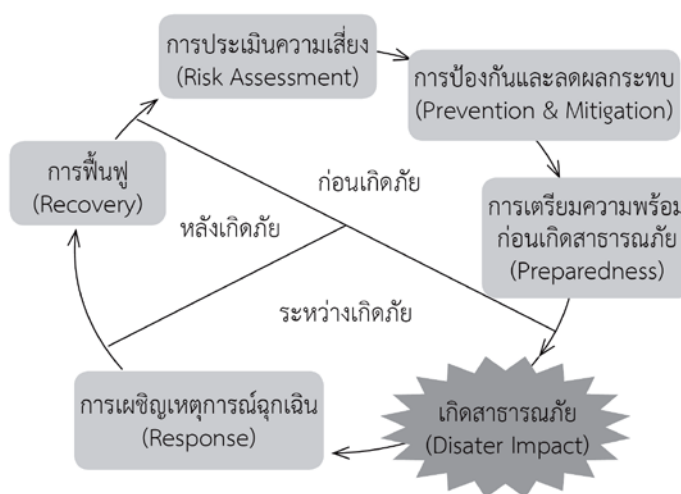 การประเมินความเสี่ยง
(Risk Assessment)
การป้องกันและลดผลกระทบ
(Prevention & Mitigation)
การฟื้นฟู
(Recovery)
ก่อนเกิดภัย
หลังเกิดภัย
การเตรียมความพร้อม
ก่อนเกิดสาธารณภัย
(Preparedness)
ระหว่างเกิดภัย
การเผชิญเหตุการณ์ฉุกเฉิน
(Response)
เกิดสาธารณภัย
(Disater Impact)